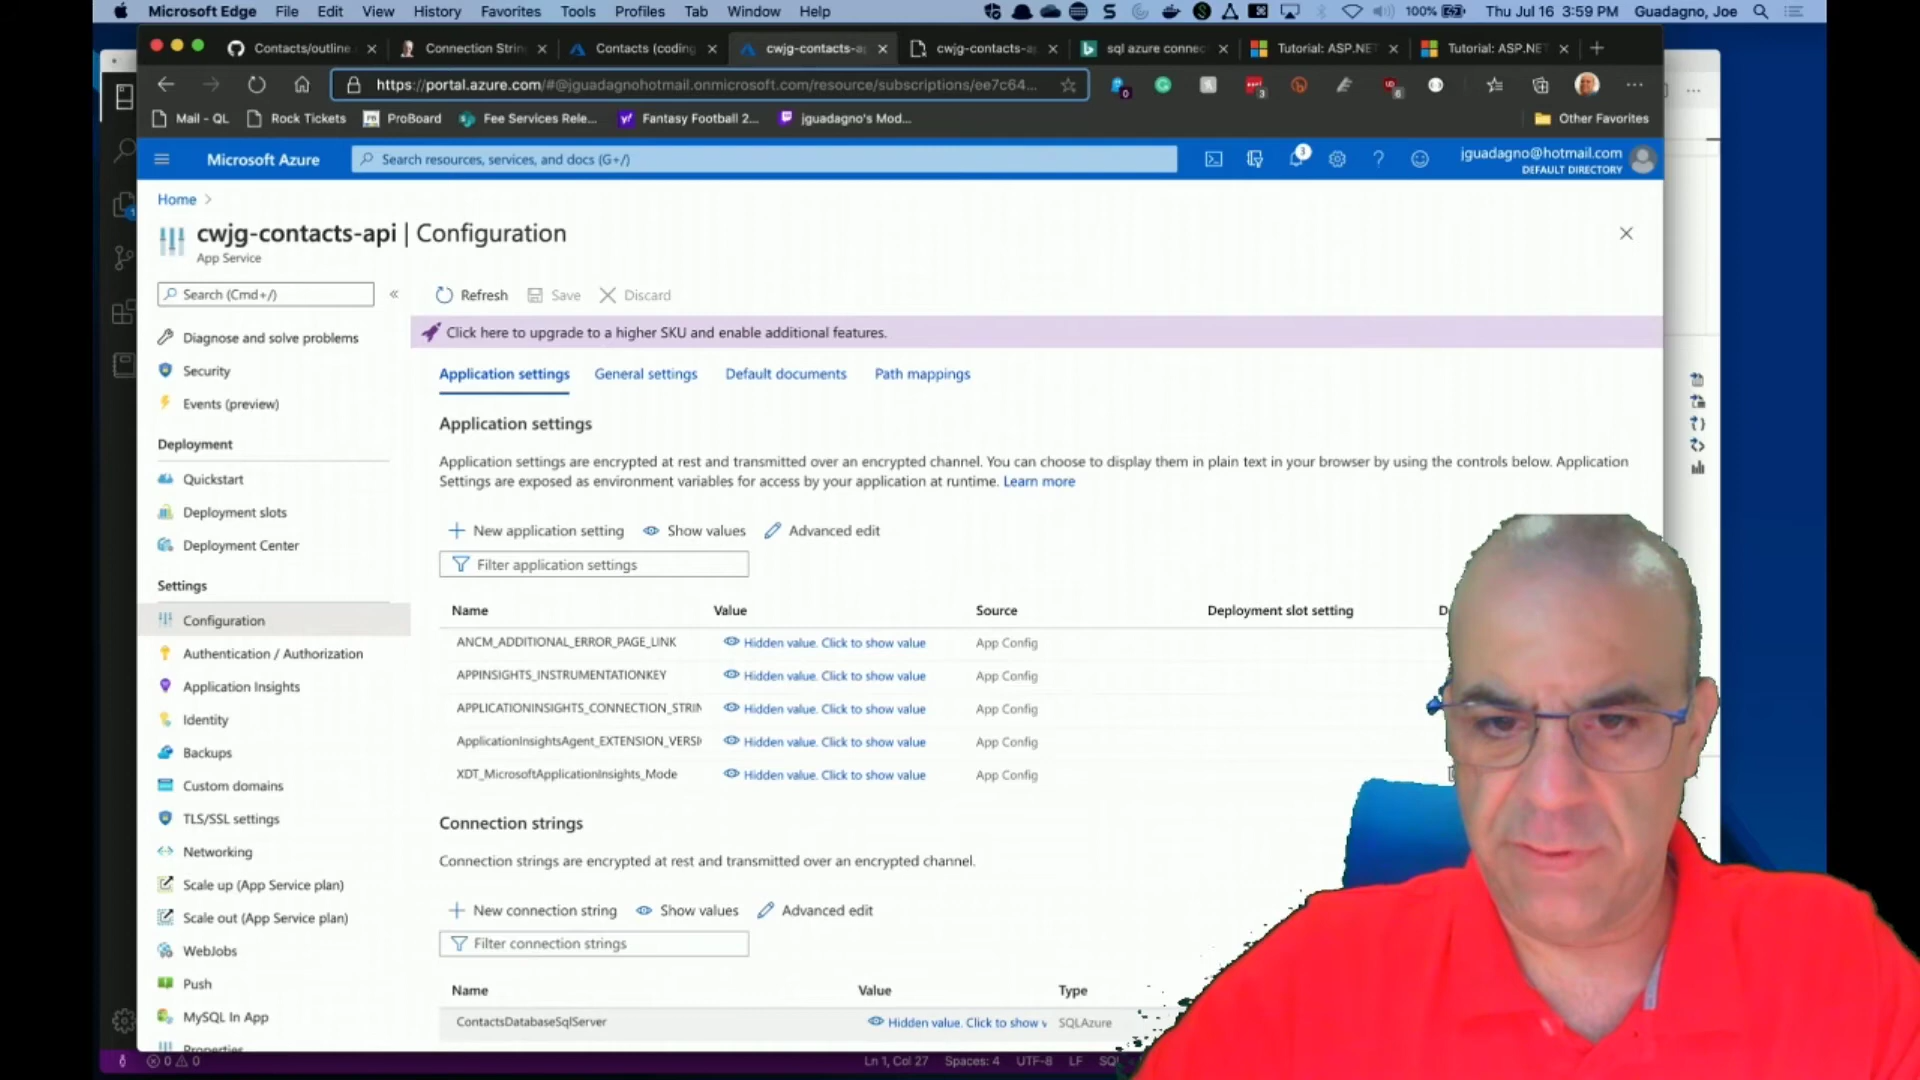 Microsoft Edge File Edit View History Favorites Tools Profiles Tab Window Help 100% Thu Jul 16 3:59 PM Guadagno, Joe
Contacts/outline Connection Strin Contacts (coding cwjg-contacts-a cwjg-contacts-a sql azure connec Tutorial: ASP.NET Tutorial: ASP.NET
https://portal.azure.com/#@jguadagnohotmail.onmicrosoft.com/resource/subscriptions/ee7c64...
Mail - QL Rock Tickets ProBoard Fee Services Rele... Fantasy Football 2... jguadagno's Mod... Other Favorites
Microsoft Azure Search resources, services, and docs (G+/) 3 jguadagno@hotmail.com
DEFAULT DIRECTORY
Home >
cwjg-contacts-api | Configuration
App Service
Search (Cmd+/) « Refresh Save Discard
Click here to upgrade to a higher SKU and enable additional features.
Diagnose and solve problems
Security
Events (preview)
Deployment
Quickstart
Deployment slots
Deployment Center
Settings
Configuration
Authentication / Authorization
Application Insights
Identity
Backups
Custom domains
TLS/SSL settings
Networking
Scale up (App Service plan)
Scale out (App Service plan)
WebJobs
Push
MySQL In App
Properties
Application settings General settings Default documents Path mappings
Application settings
Application settings are encrypted at rest and transmitted over an encrypted channel. You can choose to display them in plain text in your browser by using the controls below. Application
Settings are exposed as environment variables for access by your application at runtime. Learn more
New application setting Show values Advanced edit
Filter application settings
Name Value Source Deployment slot setting D
ANCM_ADDITIONAL_ERROR_PAGE_LINK Hidden value. Click to show value App Config
APPINSIGHTS_INSTRUMENTATIONKEY Hidden value. Click to show value App Config
APPLICATIONINSIGHTS_CONNECTION_STRIN Hidden value. Click to show value App Config
ApplicationInsightsAgent_EXTENSION_VERSI Hidden value. Click to show value App Config
XDT_MicrosoftApplicationInsights_Mode Hidden value. Click to show value App Config
Connection strings
Connection strings are encrypted at rest and transmitted over an encrypted channel.
New connection string Show values Advanced edit
Filter connection strings
Name Value Type
ContactsDatabaseSqlServer Hidden value. Click to show v SQLAzure
0 0 Ln 1, Col 27 Spaces: 4 UTF-8 LF SQ